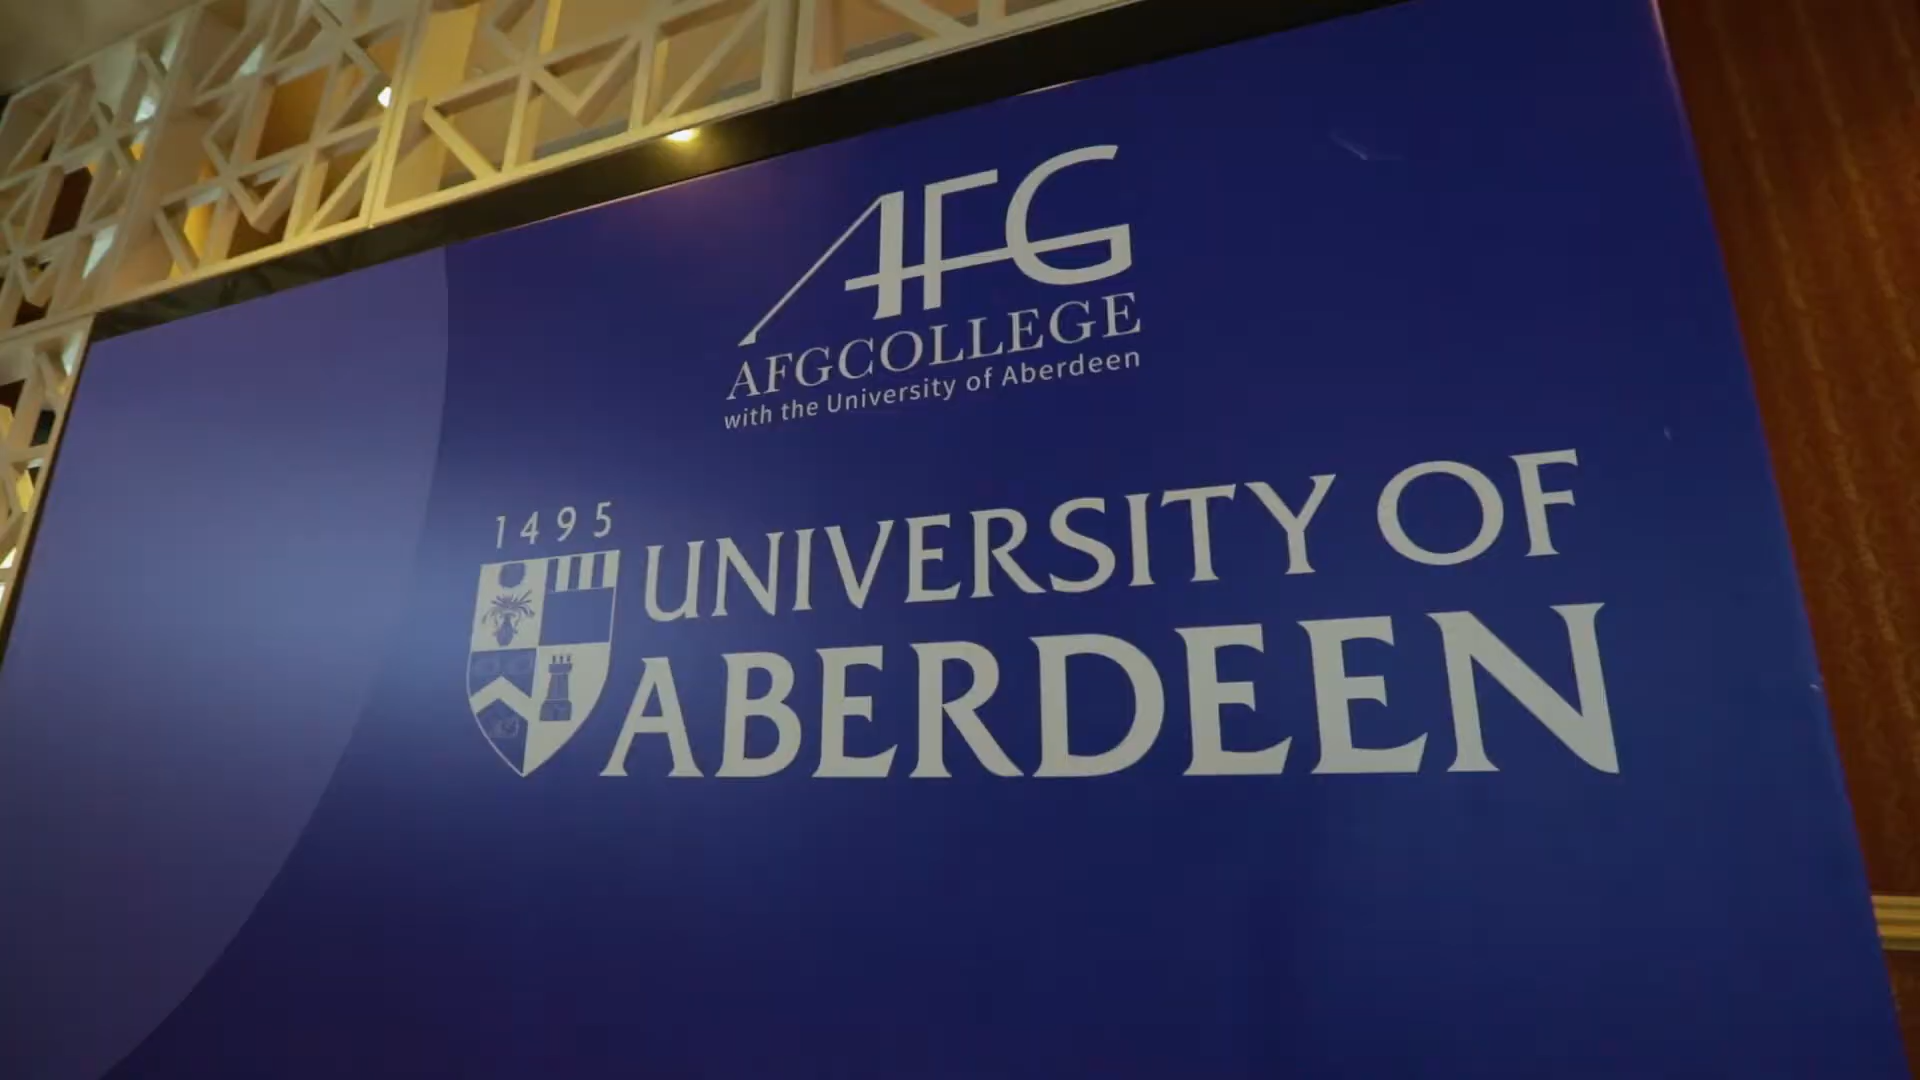 AFG
AFGCOLLEGE
with the University of Aberdeen
1495
UNIVERSITY OF
ABERDEEN